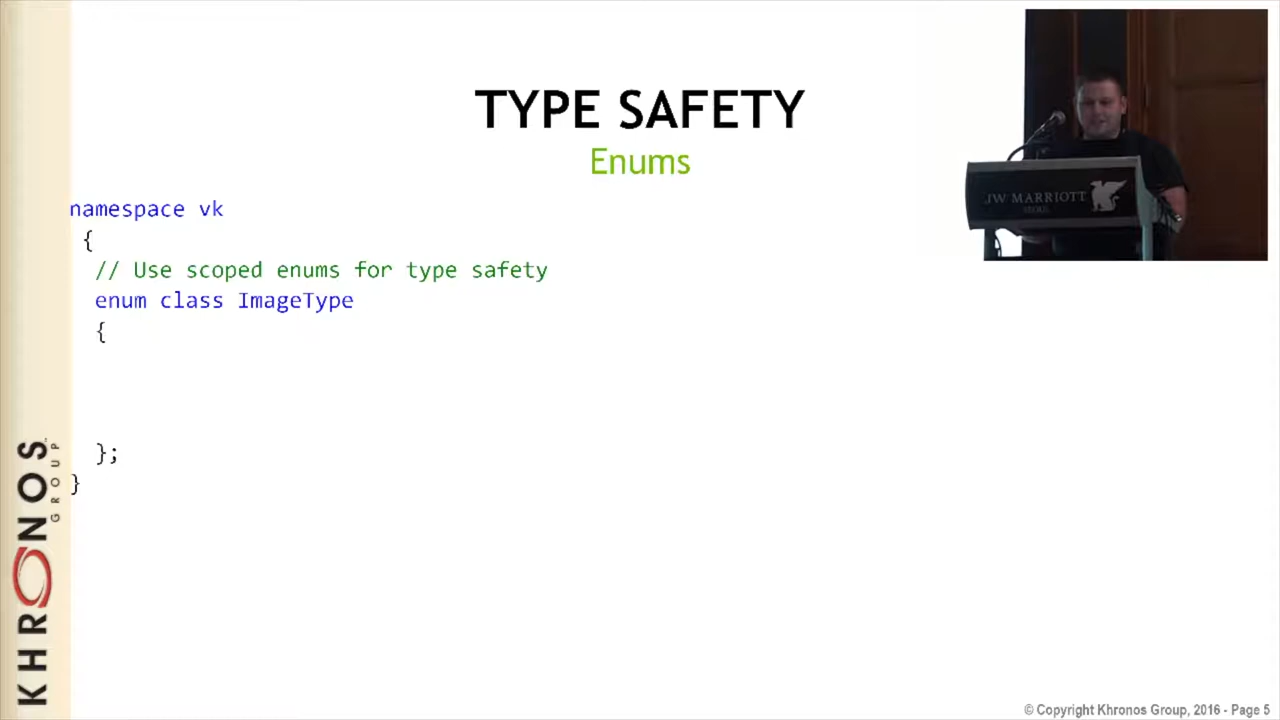 TYPE SAFETY
Enums
namespace vk
{
// Use scoped enums for type safety
enum class ImageType
{
};
}
JW MARRIOTT
SEOUL
KHRONOS
GROUP
© Copyright Khronos Group, 2016 - Page 5